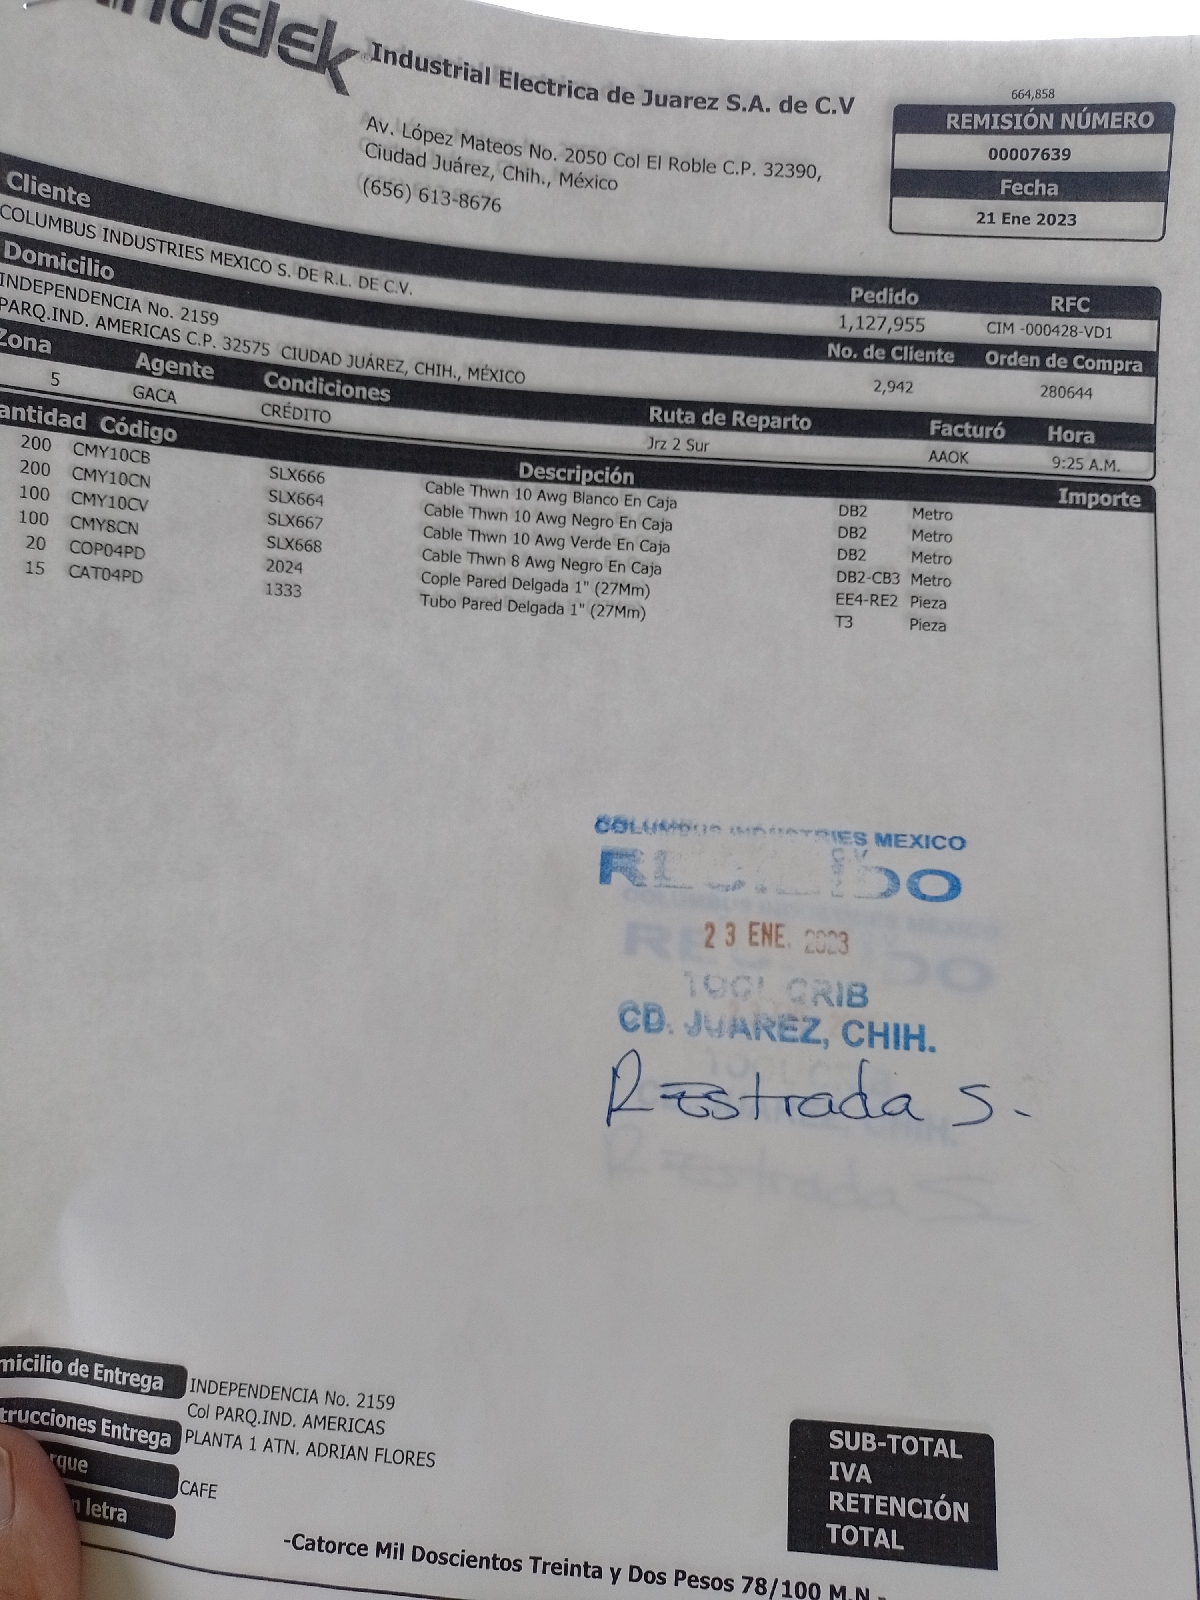 Indelek
Industrial Electrica de Juarez S.A. de C.V
Av. López Mateos No. 2050 Col El Roble C.P. 32390,
Ciudad Juárez, Chih., México
(656) 613-8676
664,858
REMISIÓN NÚMERO
00007639
Fecha
21 Ene 2023
Cliente
COLUMBUS INDUSTRIES MEXICO S. DE R.L. DE C.V.
Pedido RFC
1,127,955 CIM -000428-VD1
Domicilio
No. de Cliente Orden de Compra
INDEPENDENCIA No. 2159
PARQ.IND. AMERICAS C.P. 32575 CIUDAD JUÁREZ, CHIH., MÉXICO
2,942 280644
Zona Agente Condiciones Ruta de Reparto Facturó Hora
5 GACA CRÉDITO Jrz 2 Sur AAOK 9:25 A.M.
antidad Código Descripción Importe
200 CMY10CB SLX666 Cable Thwn 10 Awg Blanco En Caja DB2 Metro
200 CMY10CN SLX664 Cable Thwn 10 Awg Negro En Caja DB2 Metro
100 CMY10CV SLX667 Cable Thwn 10 Awg Verde En Caja DB2 Metro
100 CMY8CN SLX668 Cable Thwn 8 Awg Negro En Caja DB2-CB3 Metro
20 COP04PD 2024 Cople Pared Delgada 1" (27Mm) EE4-RE2 Pieza
15 CAT04PD 1333 Tubo Pared Delgada 1" (27Mm) T3 Pieza
COLUMBUS INDUSTRIES MEXICO
RECIBIDO
23 ENE. 2023
CRIB
CD. JUAREZ, CHIH.
R Estrada S.
micilio de Entrega INDEPENDENCIA No. 2159
Col PARQ.IND. AMERICAS
trucciones Entrega PLANTA 1 ATN. ADRIAN FLORES
rque CAFE
n letra
-Catorce Mil Doscientos Treinta y Dos Pesos 78/100 M.N.-
SUB-TOTAL
IVA
RETENCIÓN
TOTAL